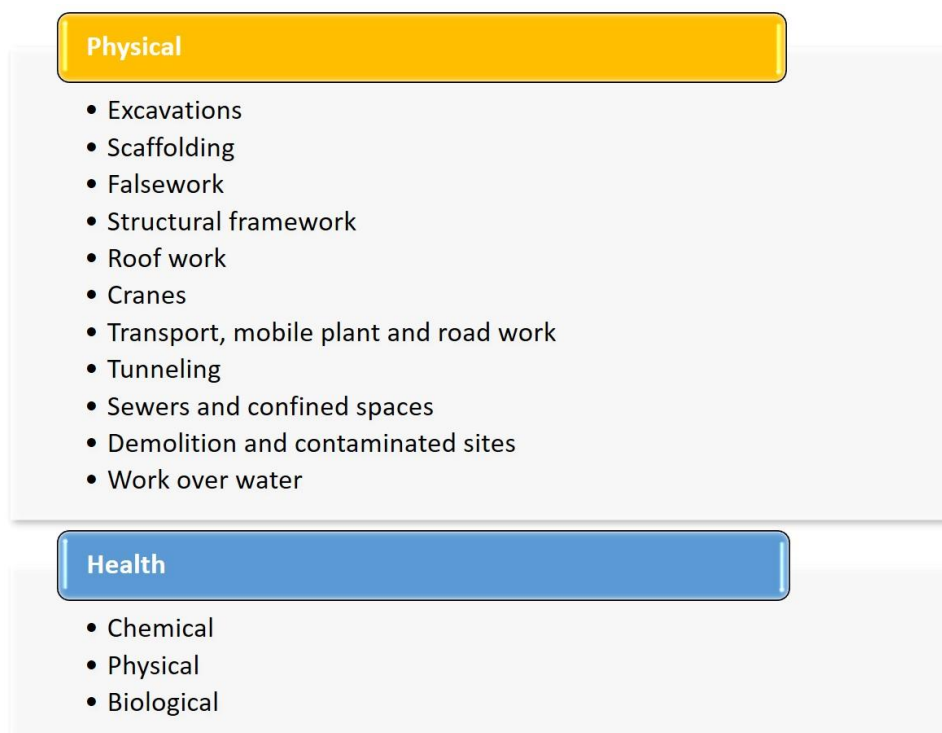 Physical
• Excavations
• Scaffolding
• Falsework
• Structural framework
• Roof work
• Cranes
• Transport, mobile plant and road work
• Tunneling
• Sewers and confined spaces
• Demolition and contaminated sites
• Work over water
Health
• Chemical
• Physical
• Biological